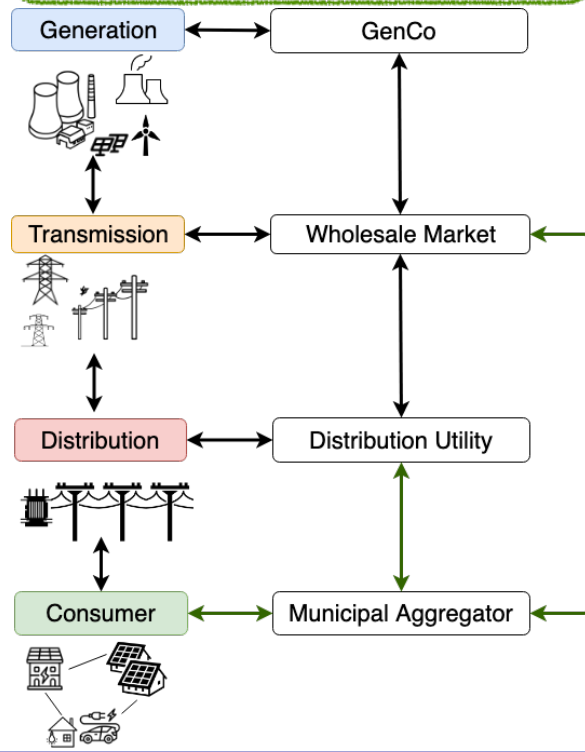 Generation
GenCo
Transmission
Wholesale Market
Distribution
Distribution Utility
Consumer
Municipal Aggregator